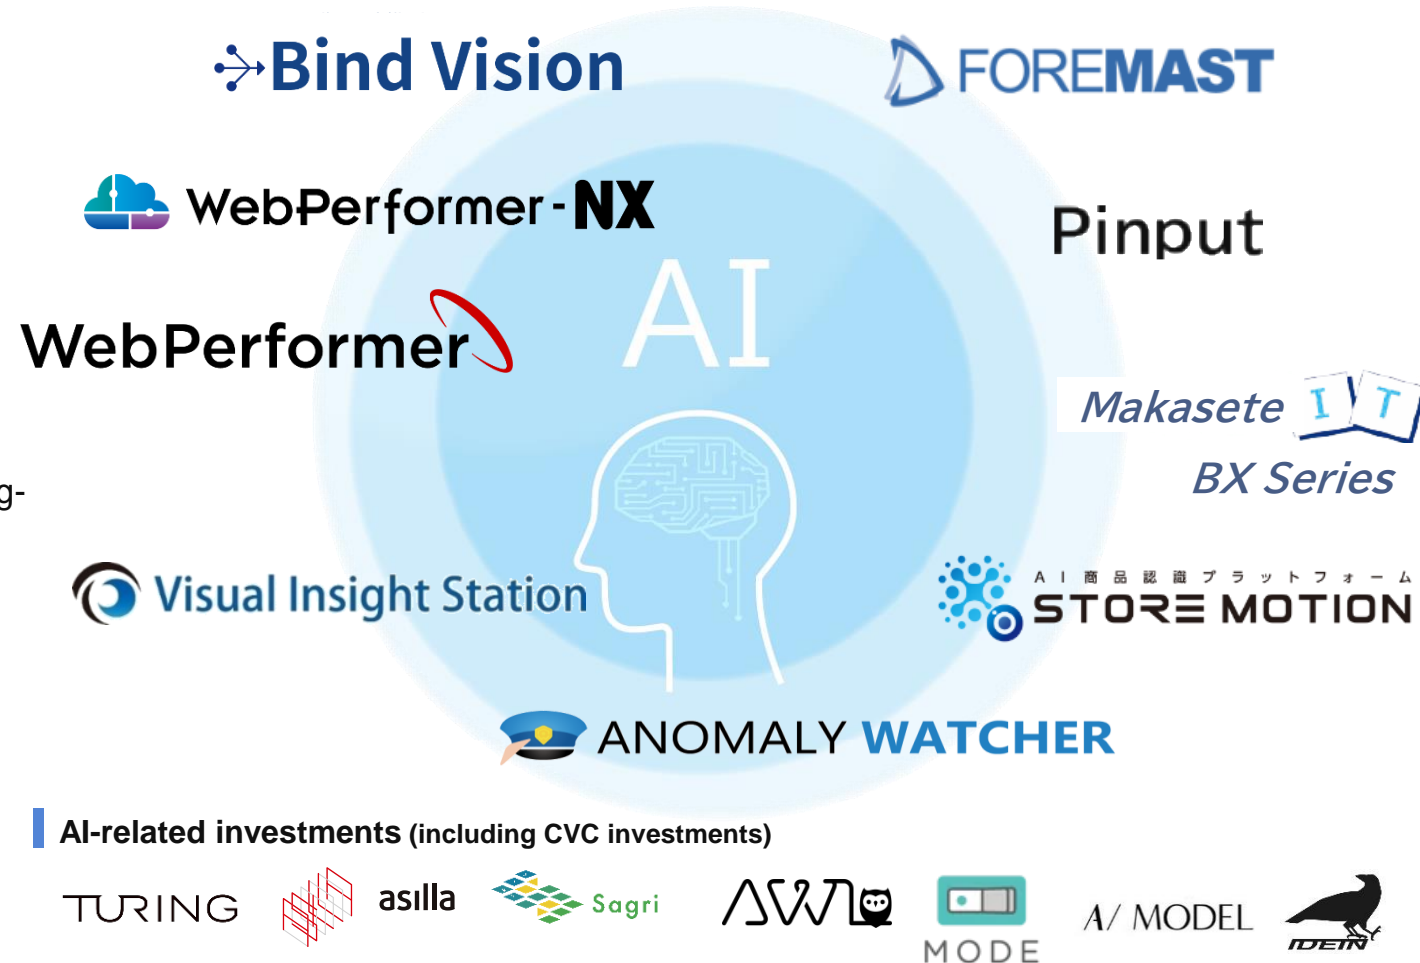 Bind Vision
FOREMAST
WebPerformer-NX
Pinput
AI
WebPerformer
Makasete IT
BX Series
g-
Visual Insight Station
AI商品認識プラットフォーム
STORE MOTION
ANOMALY WATCHER
AI-related investments (including CVC investments)
TURING
asilla
Sagri
AWL
MODE
A/ MODEL
IDEIN